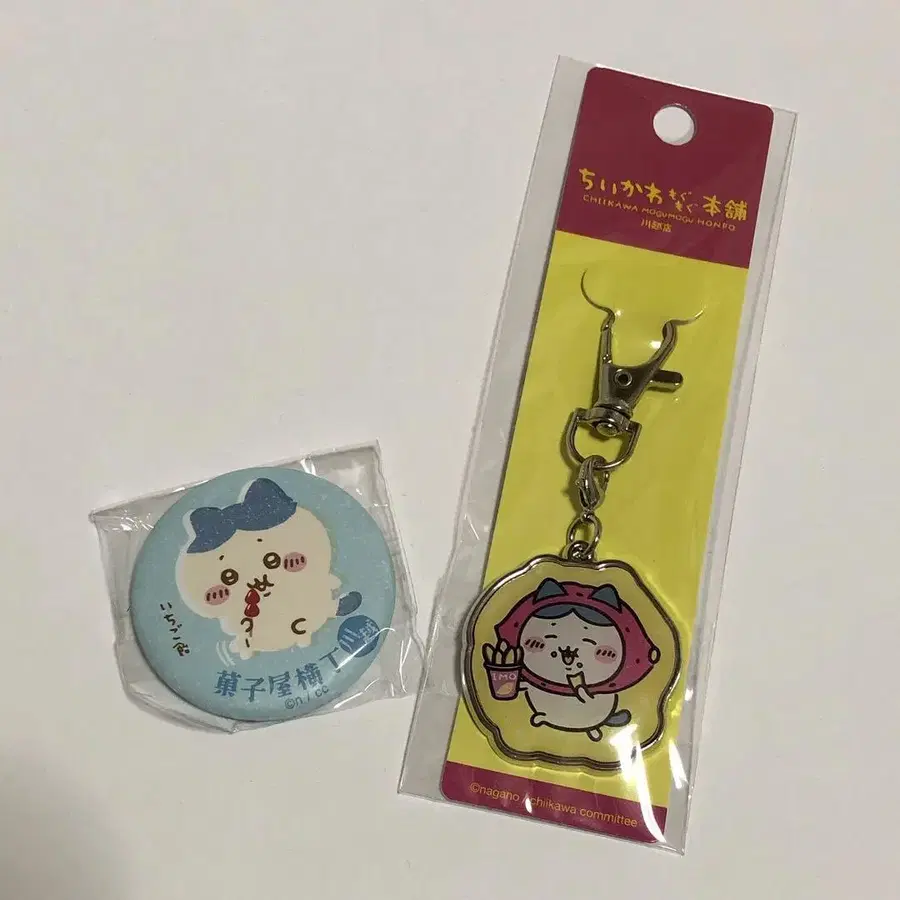 ちいかわもぐもぐ本舗
CHIIKAWA MOGUMOGU HONPO
川越店
IMO
©nagano / chiikawa committee
いちご飴
菓子屋横丁
©n / cc